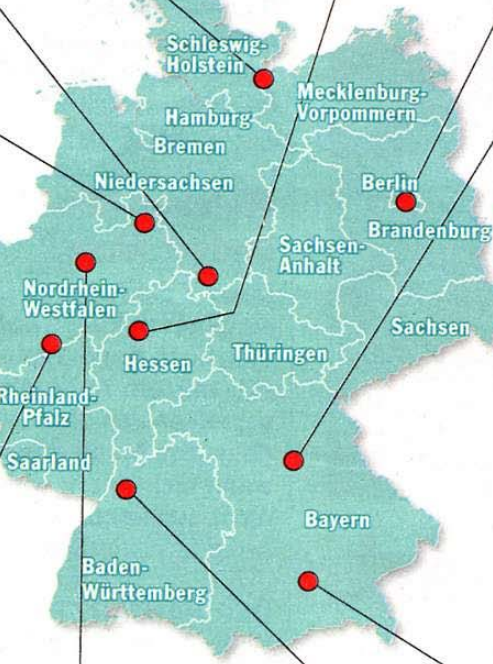 Schleswig-
Holstein
Mecklenburg-
Vorpommern
Hamburg
Bremen
Niedersachsen
Berlin
Brandenburg
Sachsen-
Anhalt
Nordrhein-
Westfalen
Sachsen
Hessen
Thüringen
Rheinland-
Pfalz
Saarland
Bayern
Baden-
Württemberg